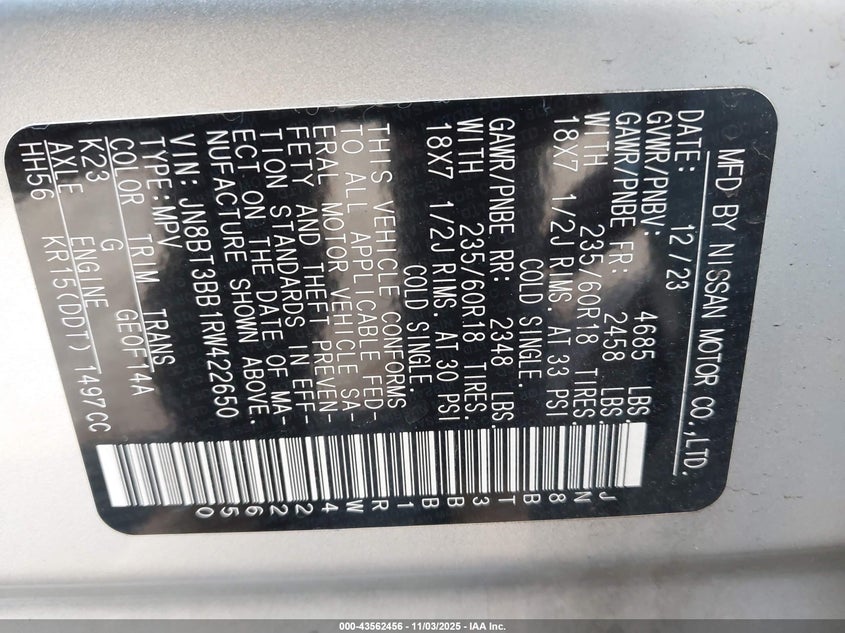 MFD BY NISSAN MOTOR CO.,LTD.
DATE: 12/23
GVWR/PNBV: 4685 LBS.
GAWR/PNBE FR: 2458 LBS.
WITH 235/60R18 TIRES.
18X7 1/2J RIMS. AT 33 PSI
COLD SINGLE.
GAWR/PNBE RR: 2348 LBS.
WITH 235/60R18 TIRES.
18X7 1/2J RIMS. AT 30 PSI
COLD SINGLE.
THIS VEHICLE CONFORMS
TO ALL APPLICABLE FED-
ERAL MOTOR VEHICLE SA-
FETY AND THEFT PREVEN-
TION STANDARDS IN EFF-
ECT ON THE DATE OF MA-
NUFACTURE SHOWN ABOVE.
VIN: JN8BT3BB1RW422650
TYPE:MPV
COLOR TRIM TRANS
K23 G GE0F14A
AXLE ENGINE
HH56 KR15(DDT) 1497CC
JN8BT3BB1RW422650
000-43562456 - 11/03/2025 - IAA Inc.